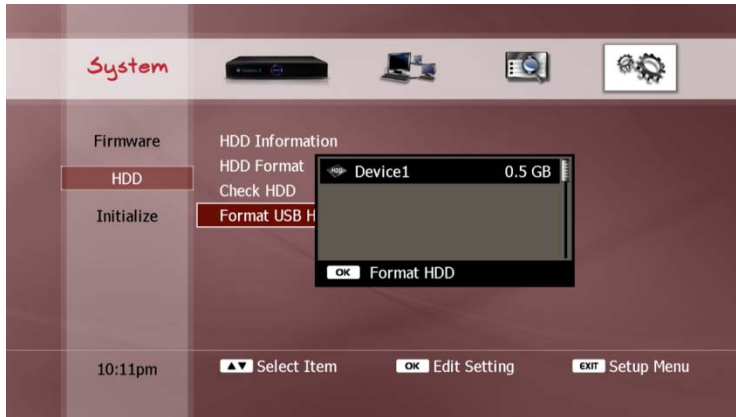 System
Firmware
HDD
Initialize
HDD Information
HDD Format
Check HDD
Format USB H
HDD Device1 0.5 GB
OK Format HDD
10:11pm
▲▼ Select Item OK Edit Setting EXIT Setup Menu